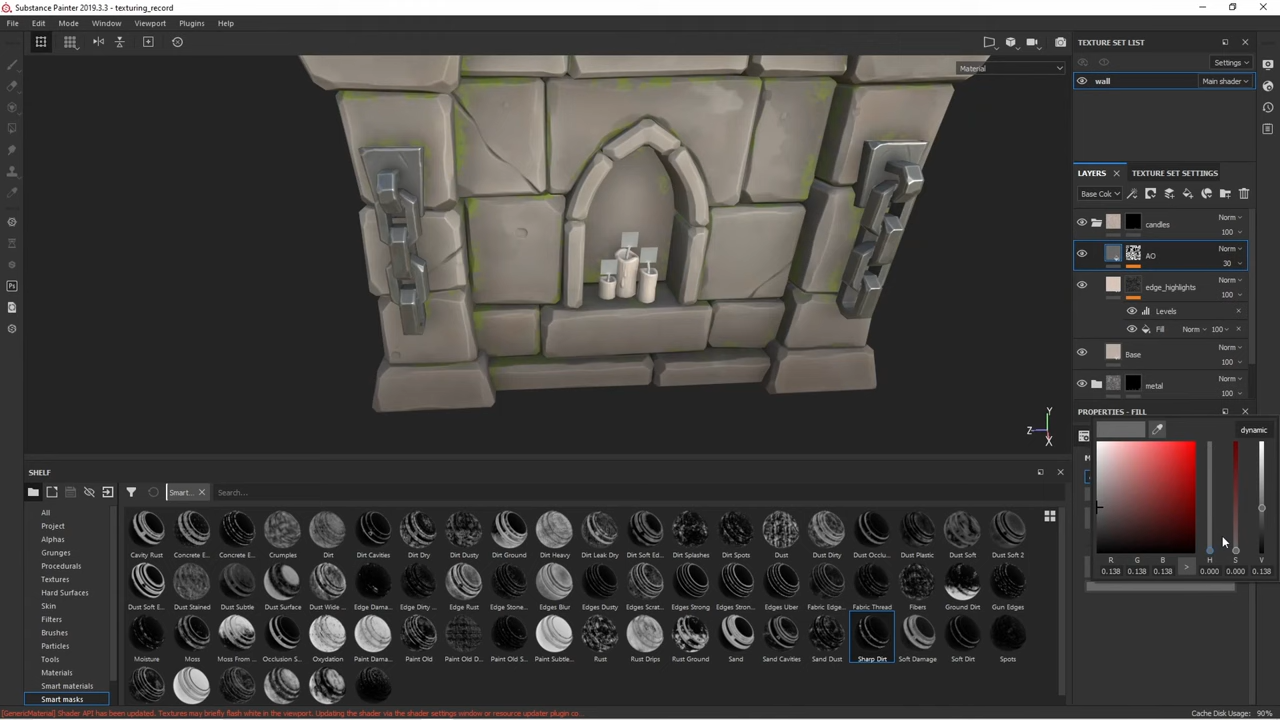 Substance Painter 2019.3.3 - texturing_record
File Edit Mode Window Viewport Plugins Help
Material
TEXTURE SET LIST
Settings
wall Main shader
LAYERS TEXTURE SET SETTINGS
Base Col
candles Norm 100
AO Norm 30
edge_highlights Norm 100
Levels
Fill Norm 100
Base Norm 100
metal Norm 100
PROPERTIES - FILL
dynamic
R G B H S V
0.138 0.138 0.138 > 0.000 0.000 0.138
Y
Z
X
SHELF
Smart... Search...
All
Project
Alphas
Grunges
Procedurals
Textures
Hard Surfaces
Skin
Filters
Brushes
Particles
Tools
Materials
Smart materials
Smart masks
Cavity Rust Concrete E... Concrete E... Crumples Dirt Dirt Cavities Dirt Dry Dirt Dusty Dirt Ground Dirt Heavy Dirt Leak Dry Dirt Soft Ed... Dirt Splashes Dirt Spots Dust Dust Dirty Dust Occlu... Dust Plastic Dust Soft Dust Soft 2
Dust Soft E... Dust Stained Dust Subtle Dust Surface Dust Wide ... Edge Dama... Edge Dirty ... Edge Rust Edge Stone... Edges Blur Edges Dusty Edges Scrat... Edges Strong Edges Stron... Edges Uber Fabric Edge... Fabric Thread Fibers Ground Dirt Gun Edges
Moisture Moss Moss From ... Occlusion S... Oxydation Paint Dama... Paint Old Paint Old D... Paint Old S... Paint Subtle... Rust Rust Drips Rust Ground Sand Sand Cavities Sand Dust Sharp Dirt Soft Damage Soft Dirt Spots
[GenericMaterial] Shader API has been updated. Textures may briefly flash white in the viewport. Updating the shader via the shader settings window or resource updater plugin co...
Cache Disk Usage: 90%